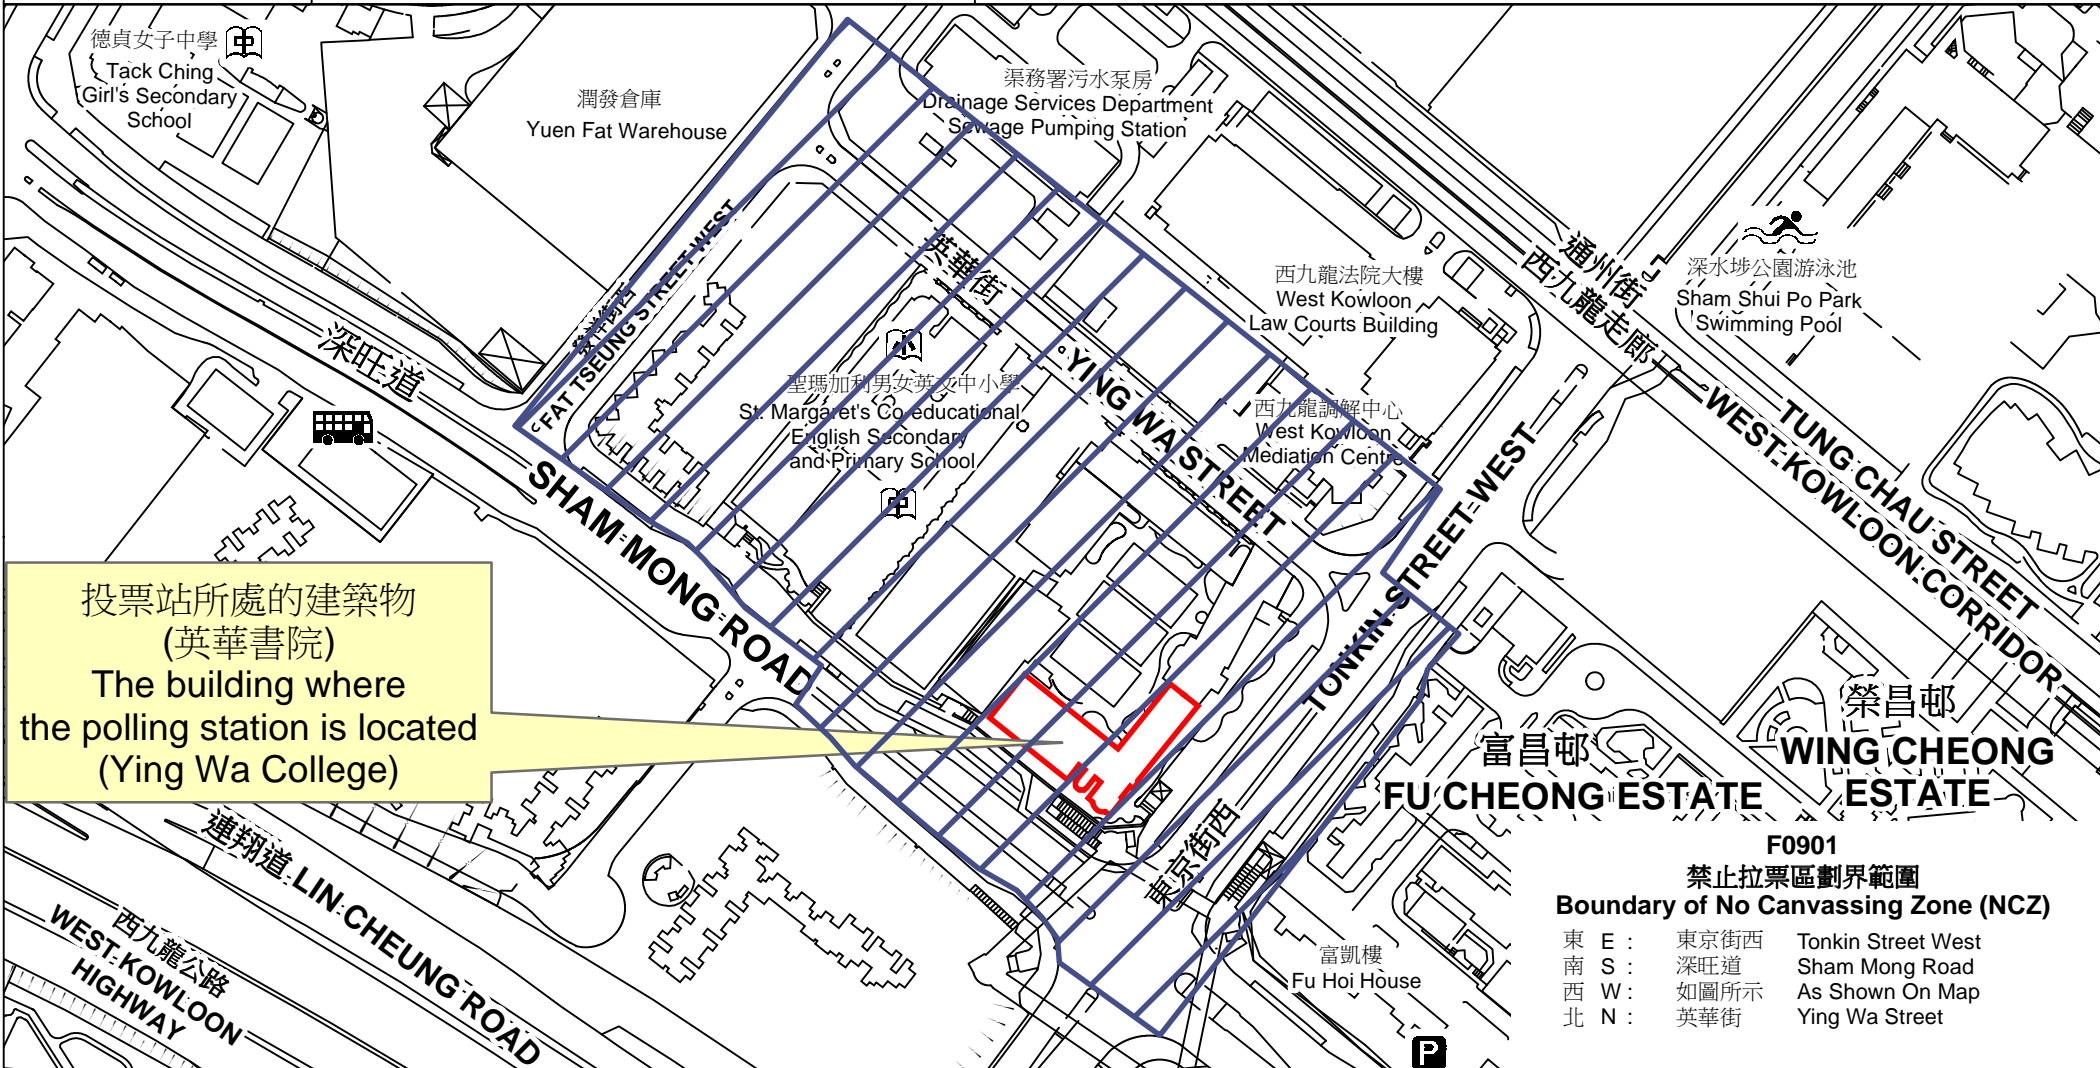 德貞女子中學
Tack Ching
Girl's Secondary
School
潤發倉庫
Yuen Fat Warehouse
渠務署污水泵房
Drainage Services Department
Sewage Pumping Station
西九龍法院大樓
West Kowloon
Law Courts Building
通州街
西九龍走廊
深水埗公園游泳池
Sham Shui Po Park
Swimming Pool
發祥街西
FAT TSEUNG STREET WEST
英華街
YING WA STREET
深旺道
SHAM MONG ROAD
聖瑪加利男女英文中小學
St. Margaret's Co-educational
English Secondary
and Primary School
中
小
中
西九龍調解中心
West Kowloon
Mediation Centre
TUNG CHAU STREET
WEST KOWLOON CORRIDOR
TONKIN STREET WEST
東京街西
投票站所處的建築物
(英華書院)
The building where
the polling station is located
(Ying Wa College)
富昌邨
FU CHEONG ESTATE
榮昌邨
WING CHEONG
ESTATE
連翔道 LIN CHEUNG ROAD
西九龍公路
WEST KOWLOON
HIGHWAY
富凱樓
Fu Hoi House
P
F0901
禁止拉票區劃界範圍
Boundary of No Canvassing Zone (NCZ)
東 E : 東京街西 Tonkin Street West
南 S : 深旺道 Sham Mong Road
西 W : 如圖所示 As Shown On Map
北 N : 英華街 Ying Wa Street